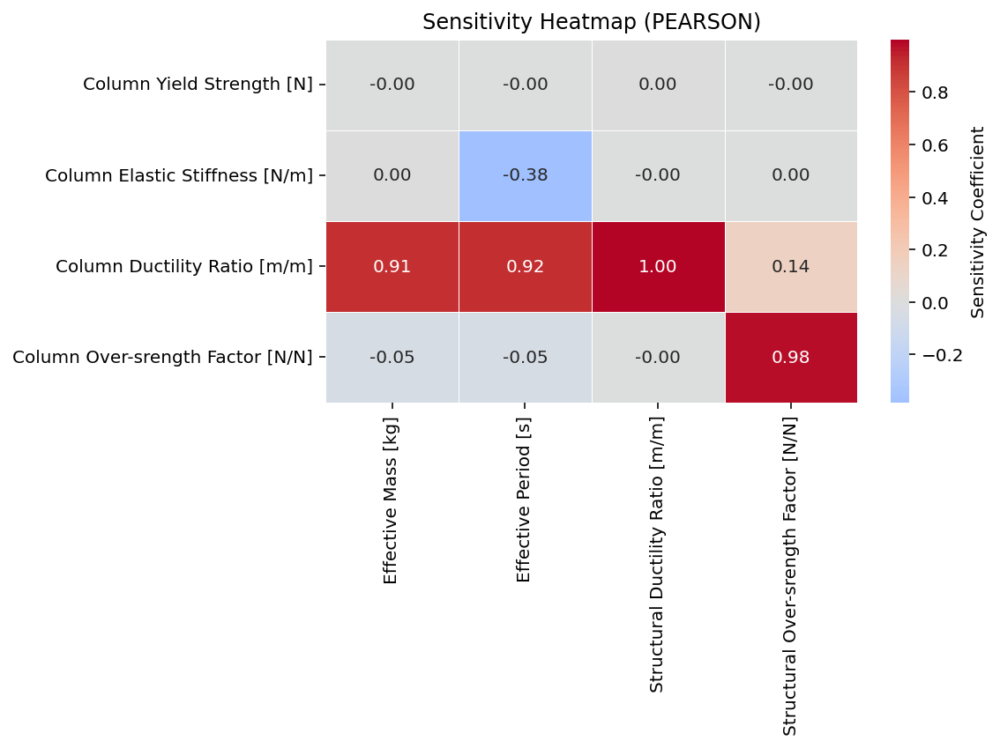 Sensitivity Heatmap (PEARSON)
Column Yield Strength [N]
-0.00
-0.00
0.00
-0.00
Column Elastic Stiffness [N/m]
0.00
-0.38
-0.00
0.00
Column Ductility Ratio [m/m]
0.91
0.92
1.00
0.14
Column Over-srength Factor [N/N]
-0.05
-0.05
-0.00
0.98
Effective Mass [kg]
Effective Period [s]
Structural Ductility Ratio [m/m]
Structural Over-srength Factor [N/N]
0.8
0.6
0.4
0.2
0.0
−0.2
Sensitivity Coefficient